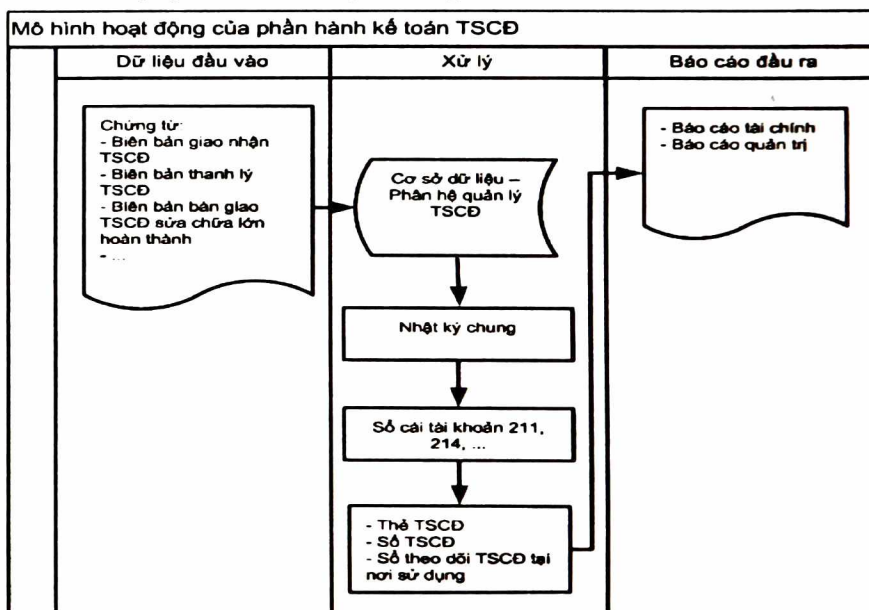 Mô hình hoạt động của phần hành kế toán TSCĐ
Dữ liệu đầu vào
Xử lý
Báo cáo đầu ra
Chứng từ:
- Biên bản giao nhận
TSCĐ
- Biên bản thanh lý
TSCĐ
- Biên bản bàn giao
TSCĐ sửa chữa lớn
hoàn thành
- ...
Cơ sở dữ liệu –
Phân hệ quản lý
TSCĐ
Nhật ký chung
Sổ cái tài khoản 211,
214, ...
- Thẻ TSCĐ
- Sổ TSCĐ
- Sổ theo dõi TSCĐ tại
nơi sử dụng
- Báo cáo tài chính
- Báo cáo quản trị